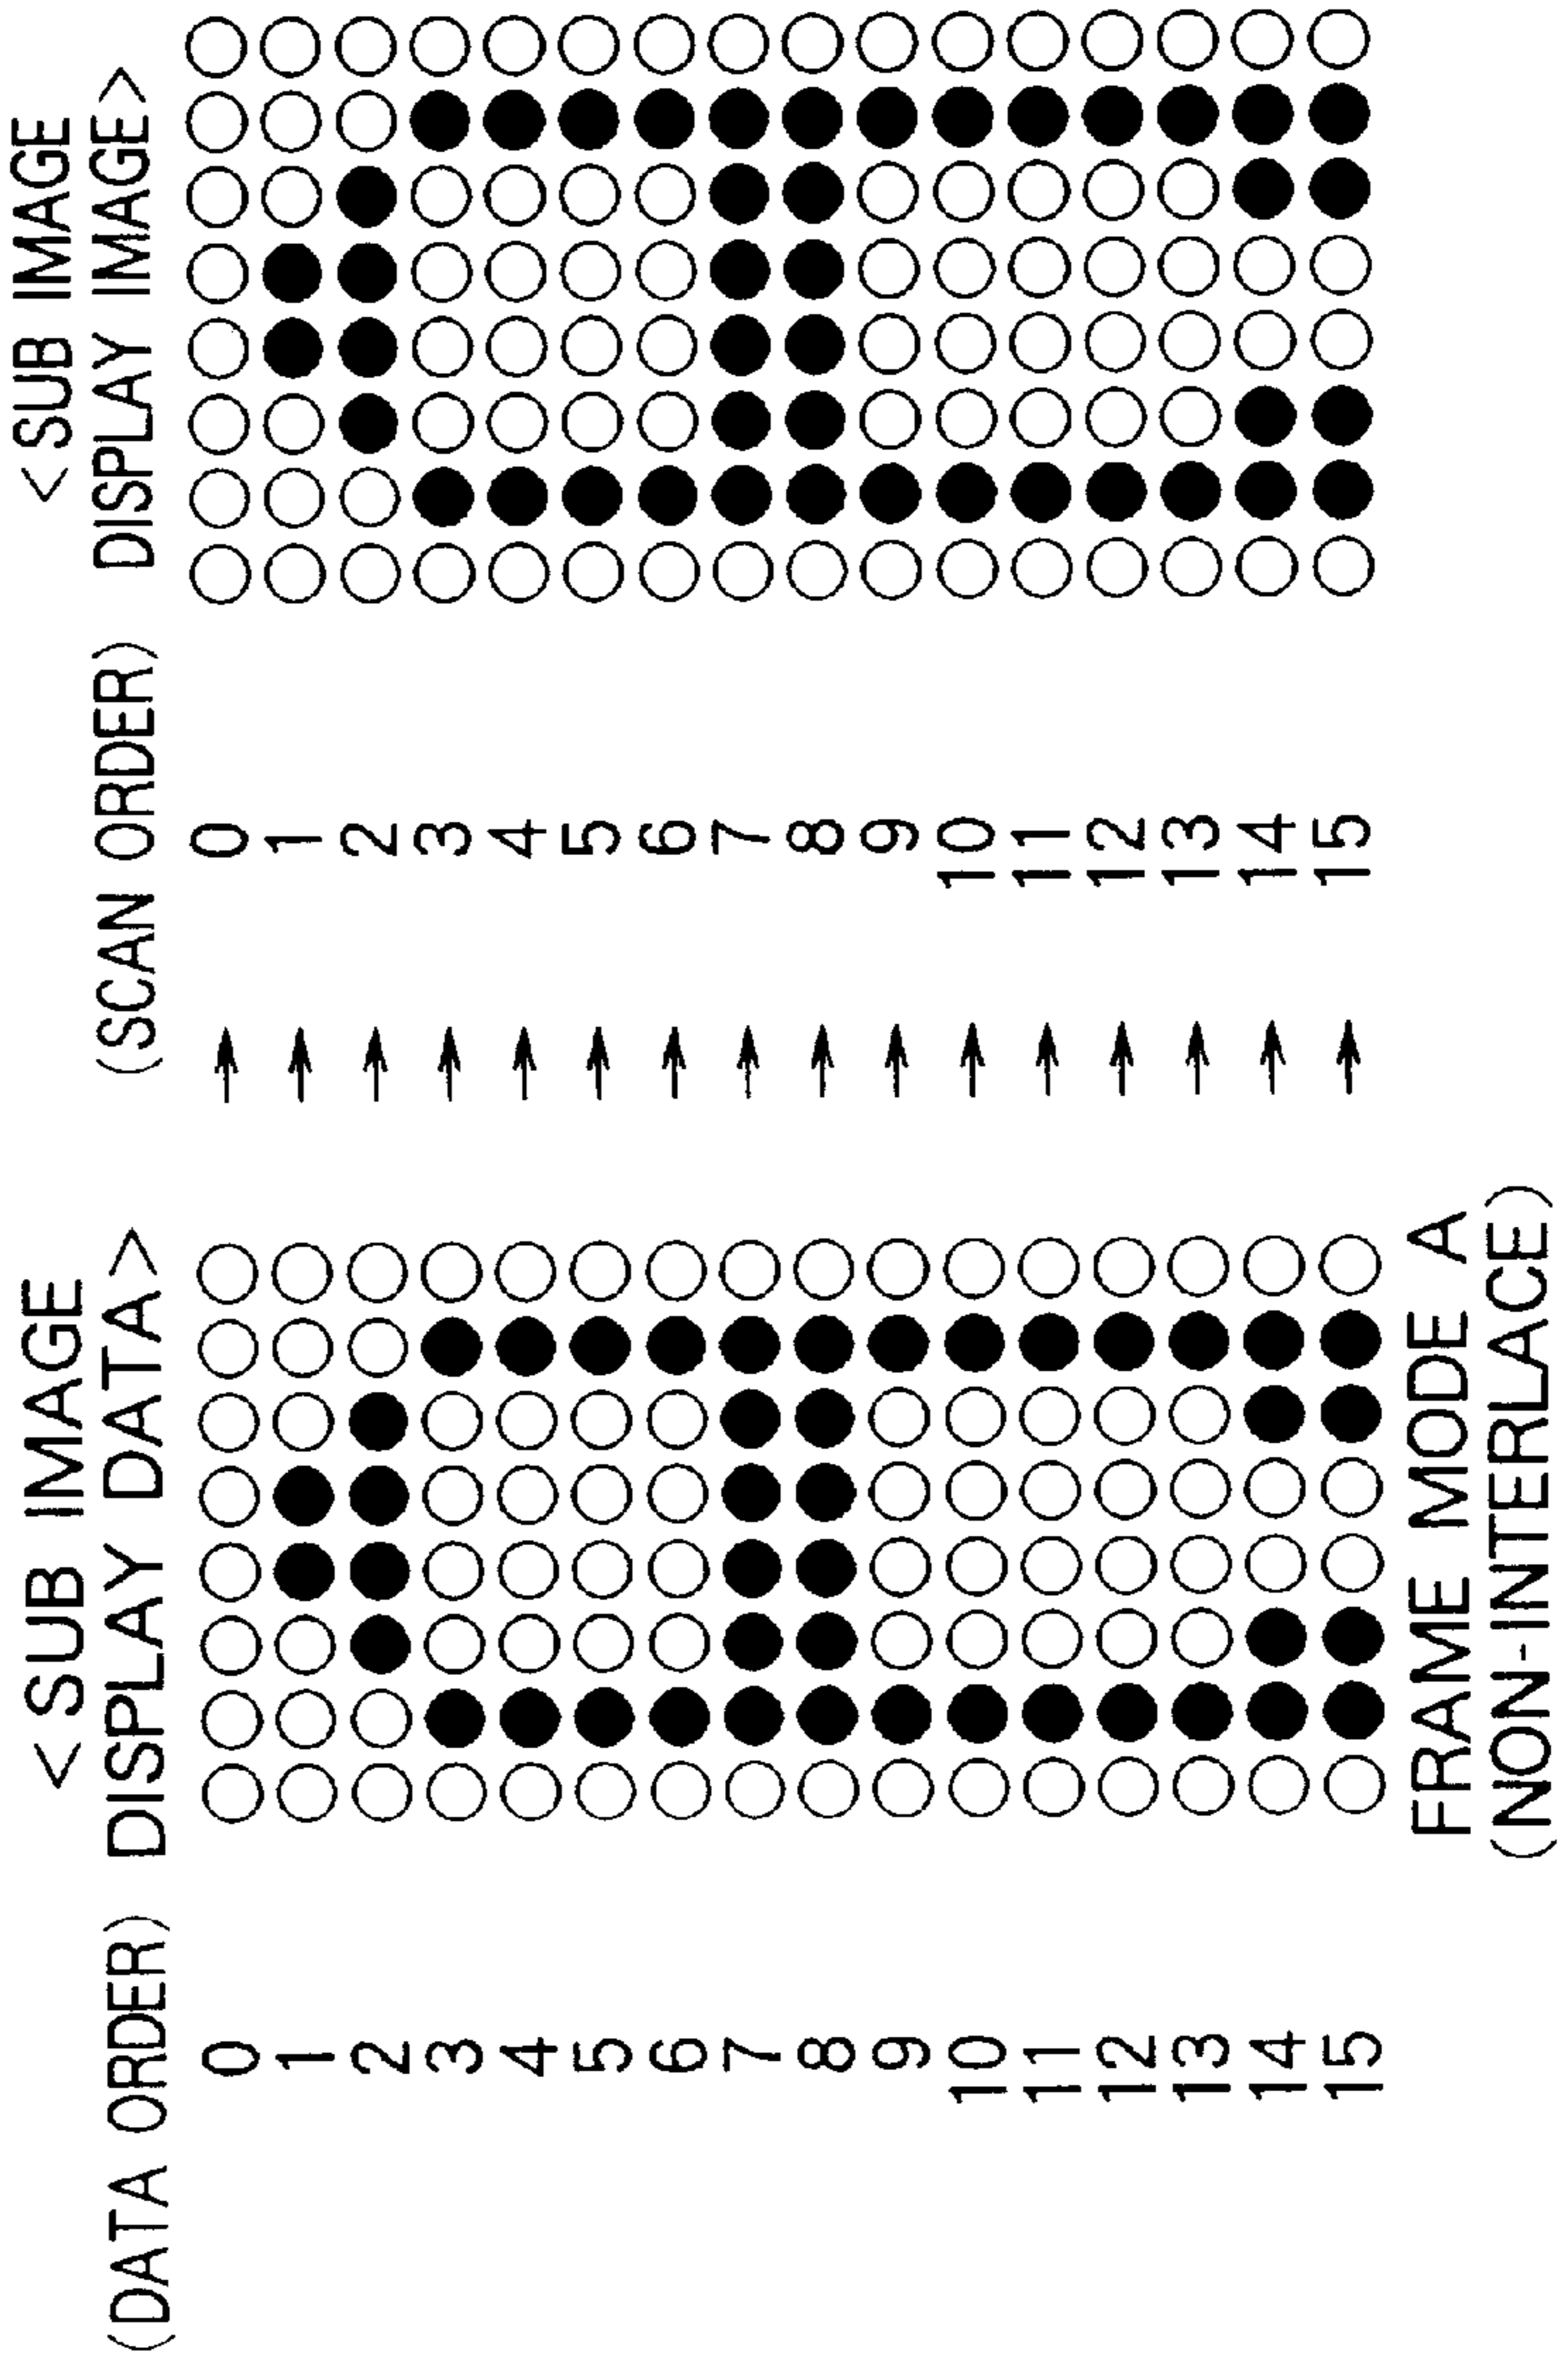 <SUB IMAGE
DISPLAY DATA>
<SUB IMAGE
DISPLAY IMAGE>
(DATA ORDER)
(SCAN ORDER)
0 0
1 1
2 2
3 3
4 4
5 5
6 6
7 7
8 8
9 9
10 10
11 11
12 12
13 13
14 14
15 15
FRAME MODE A
(NON-INTERLACE)